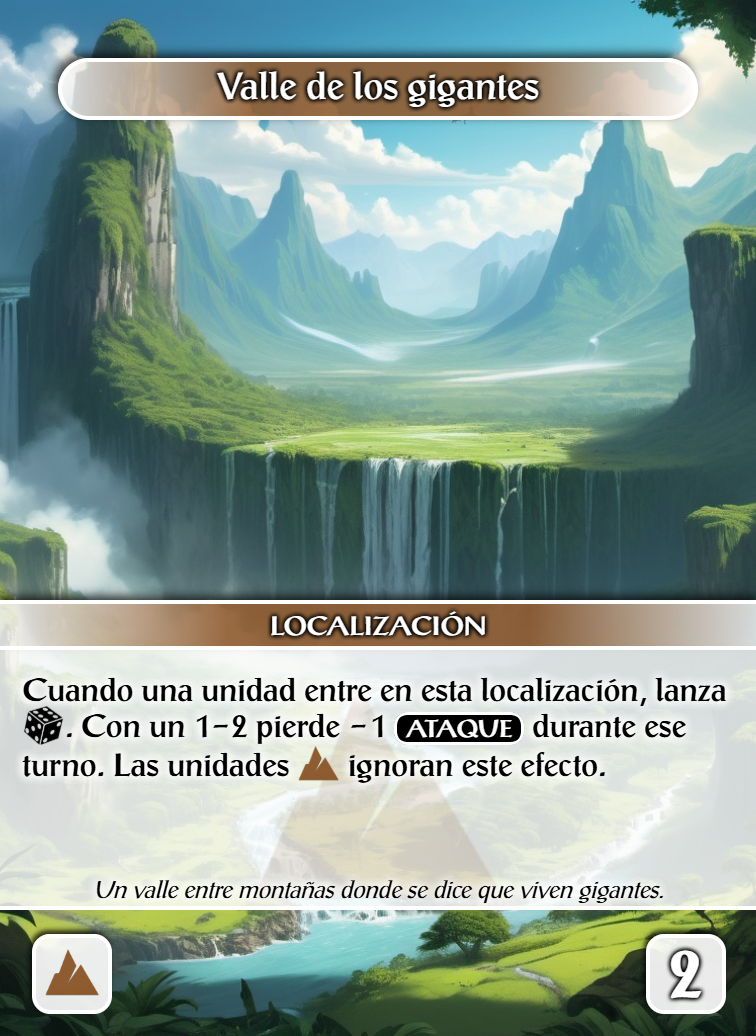 Valle de los gigantes
LOCALIZACIÓN
Cuando una unidad entre en esta localización, lanza
. Con un 1-2 pierde -1 ATAQUE durante ese
turno. Las unidades ignoran este efecto.
Un valle entre montañas donde se dice que viven gigantes.
2